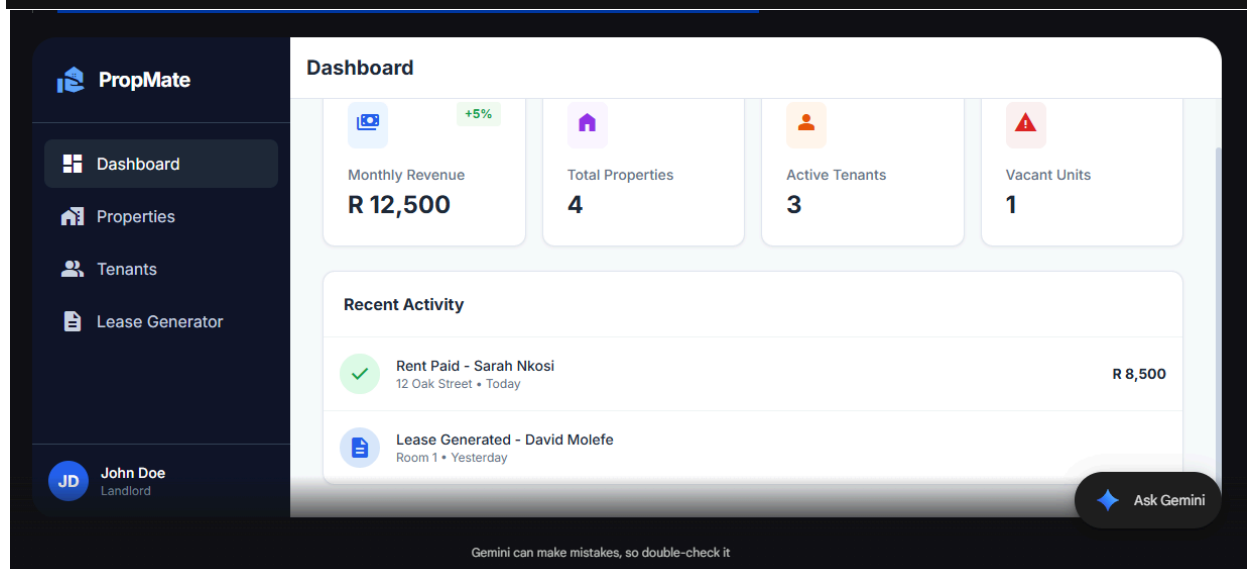 PropMate
Dashboard
Properties
Tenants
Lease Generator
JD
John Doe
Landlord
Dashboard
+5%
Monthly Revenue
R 12,500
Total Properties
4
Active Tenants
3
Vacant Units
1
Recent Activity
Rent Paid - Sarah Nkosi
12 Oak Street • Today
R 8,500
Lease Generated - David Molefe
Room 1 • Yesterday
Ask Gemini
Gemini can make mistakes, so double-check it